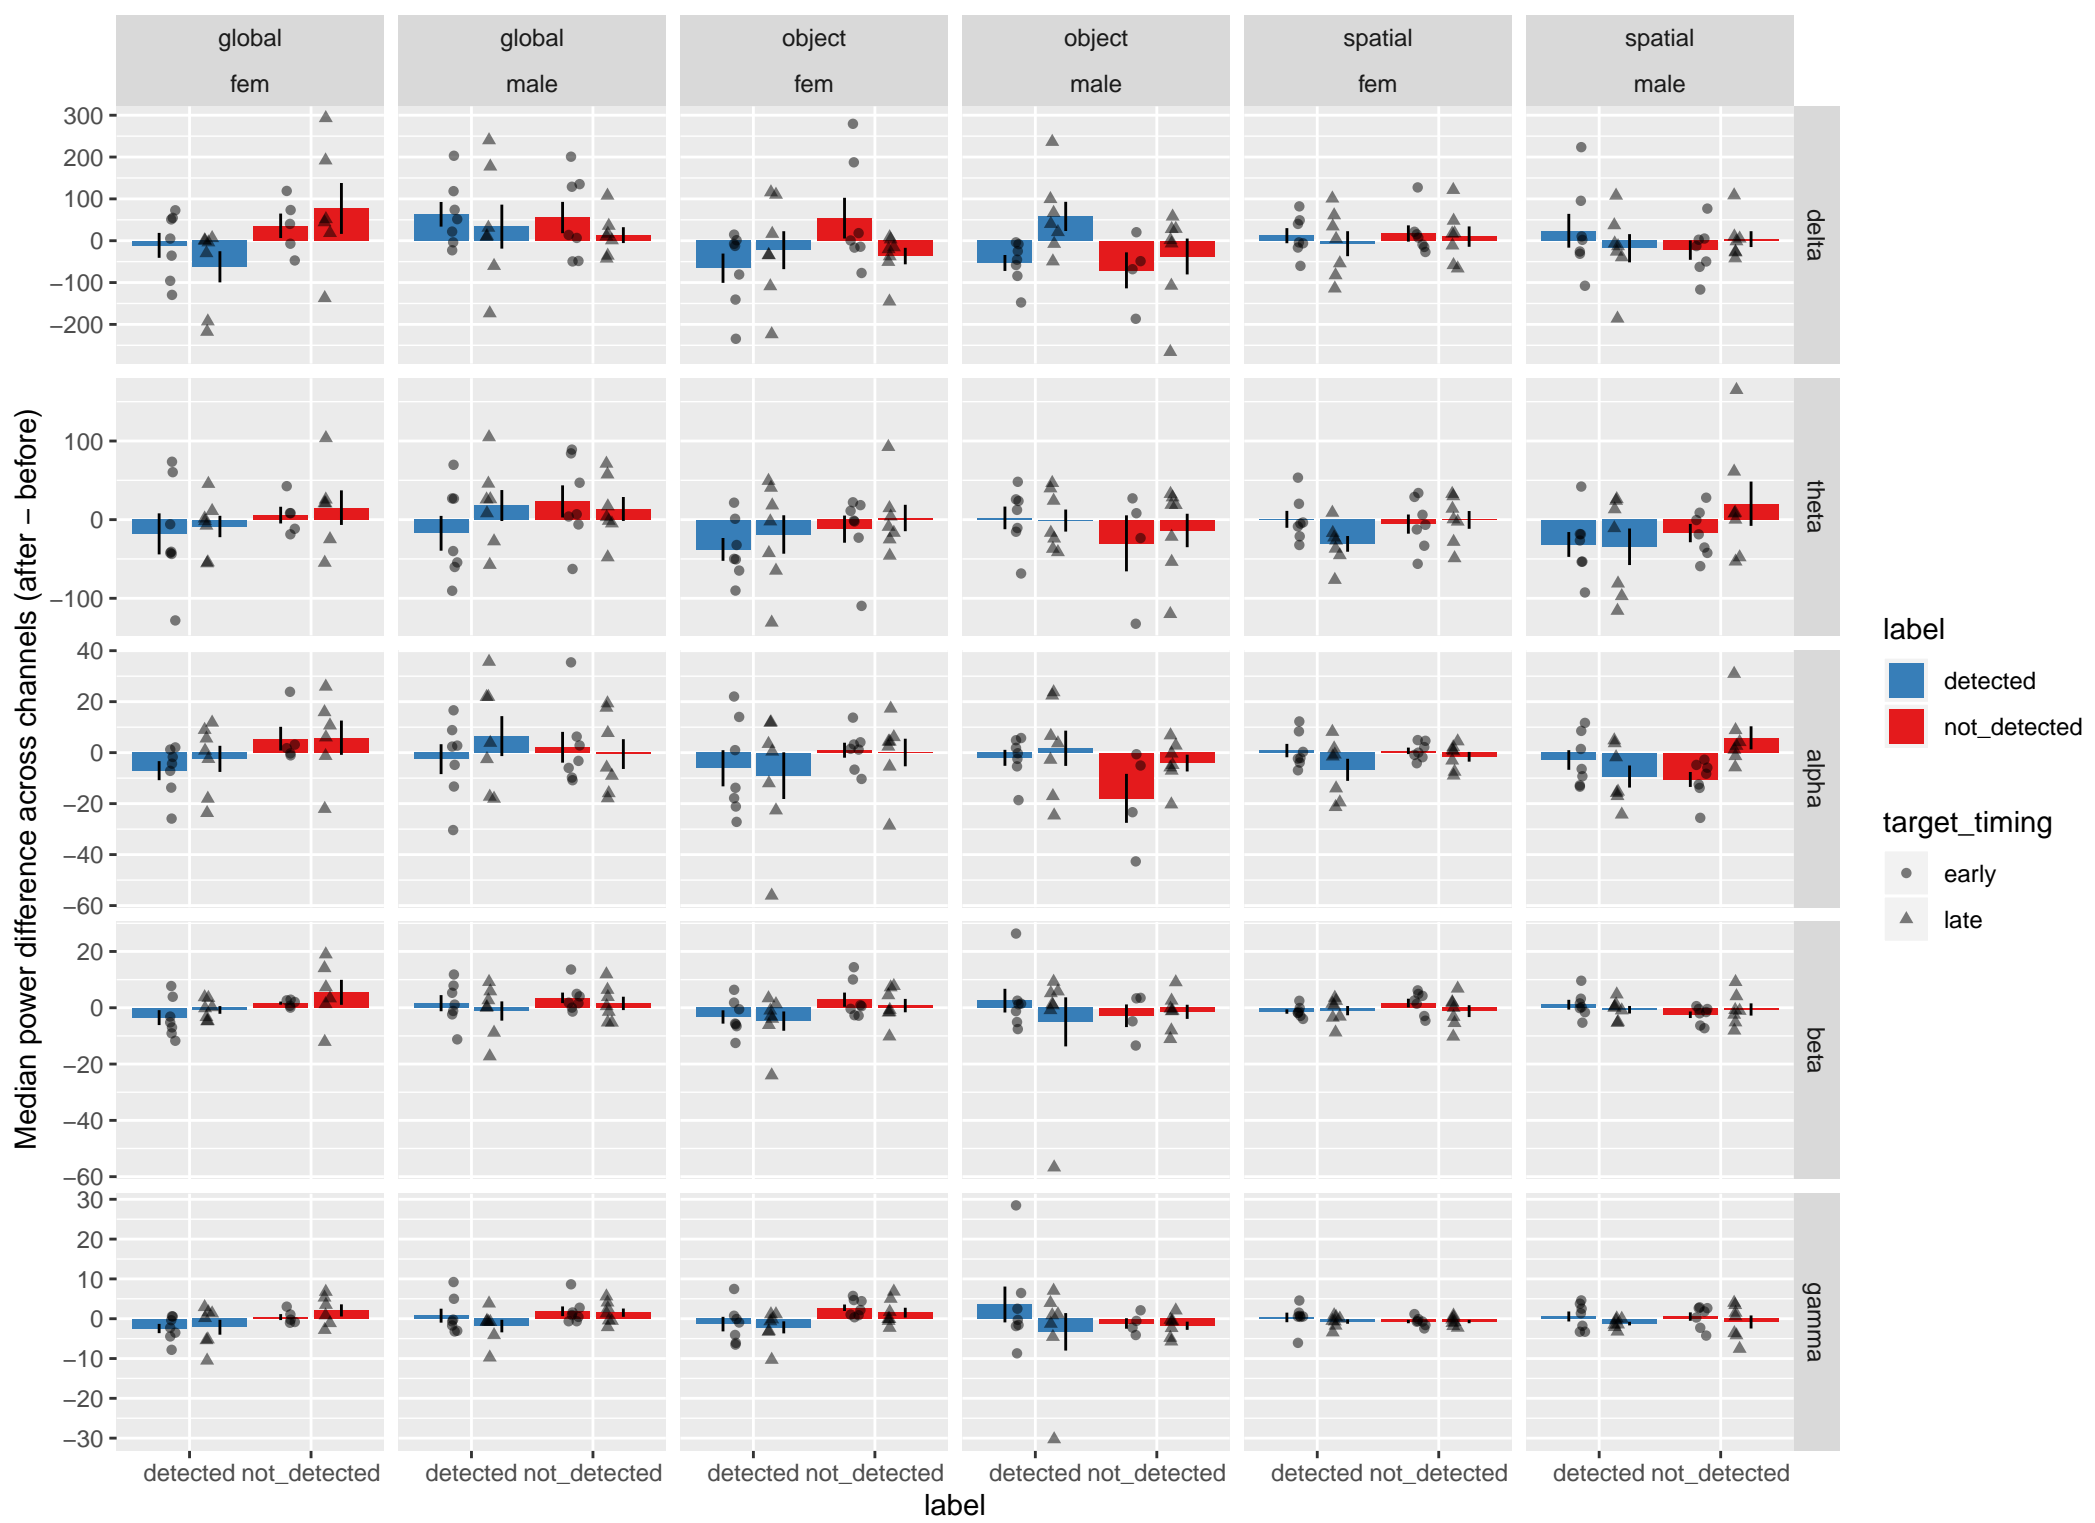 global global object object spatial spatial
fem male fem male fem male
300
200
100
0
−100
−200
delta
100
0
−100
theta
40
20
0
−20
−40
−60
alpha
20
0
−20
−40
−60
beta
30
20
10
0
−10
−20
−30
gamma
Median power difference across channels (after − before)
detected not_detected detected not_detected detected not_detected detected not_detected detected not_detected detected not_detected
label
label
detected
not_detected
target_timing
early
late